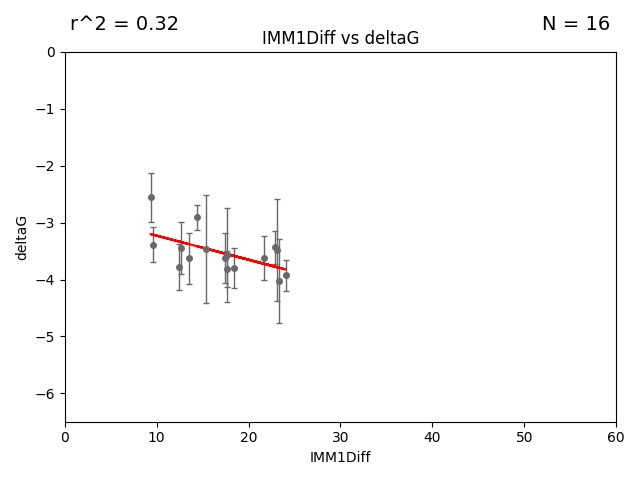 r^2 = 0.32
N = 16
IMM1Diff vs deltaG
0
−1
−2
−3
−4
−5
−6
deltaG
0 10 20 30 40 50 60
IMM1Diff